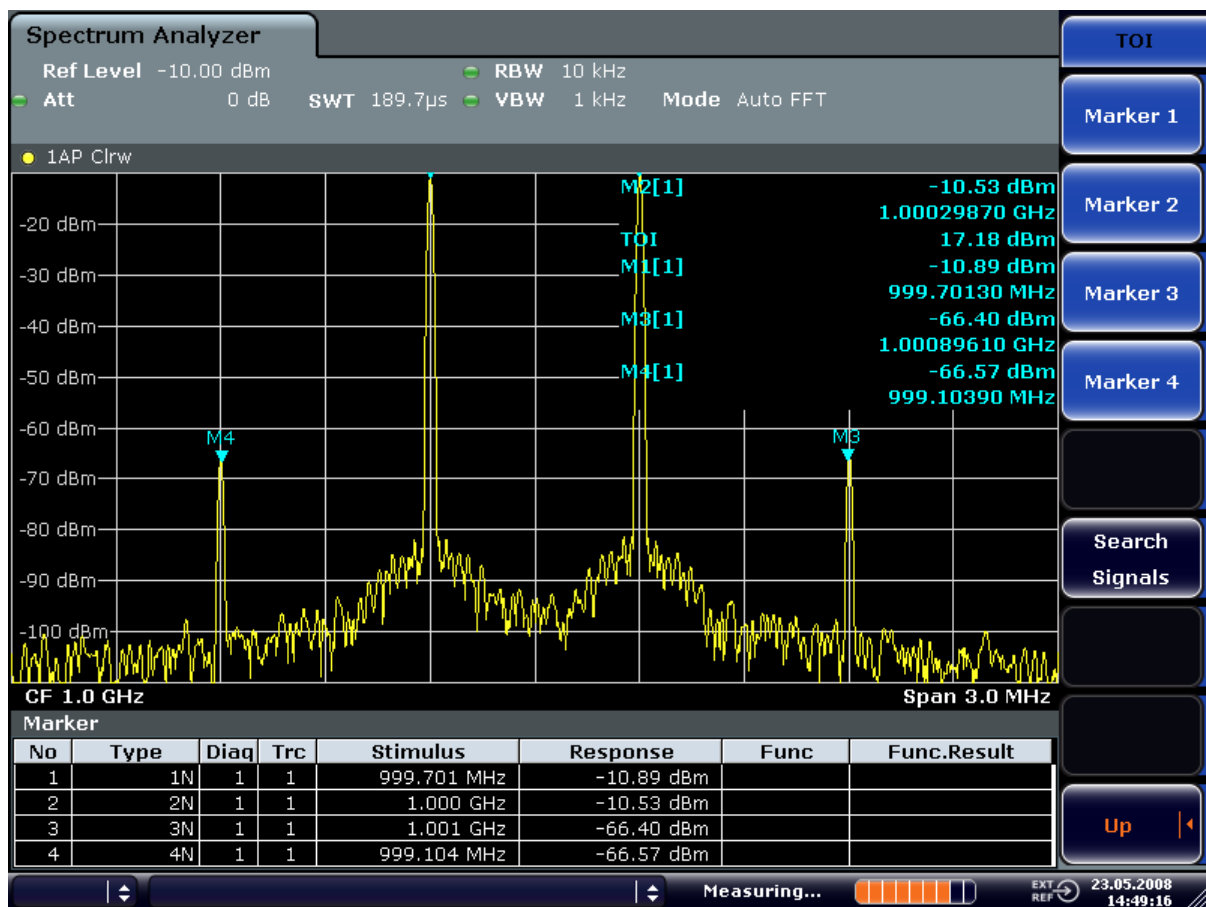 Spectrum Analyzer
Ref Level -10.00 dBm RBW 10 kHz
Att 0 dB SWT 189.7µs VBW 1 kHz Mode Auto FFT
1AP Clrw
M2[1] -10.53 dBm
1.00029870 GHz
TOI 17.18 dBm
M1[1] -10.89 dBm
999.70130 MHz
M3[1] -66.40 dBm
1.00089610 GHz
M4[1] -66.57 dBm
999.10390 MHz
-20 dBm
-30 dBm
-40 dBm
-50 dBm
-60 dBm
-70 dBm
-80 dBm
-90 dBm
-100 dBm
M4
M3
CF 1.0 GHz Span 3.0 MHz
Marker
No Type Diaq Trc Stimulus Response Func Func.Result
1 1N 1 1 999.701 MHz -10.89 dBm
2 2N 1 1 1.000 GHz -10.53 dBm
3 3N 1 1 1.001 GHz -66.40 dBm
4 4N 1 1 999.104 MHz -66.57 dBm
TOI
Marker 1
Marker 2
Marker 3
Marker 4
Search
Signals
Up
Measuring...
EXT
REF
23.05.2008
14:49:16